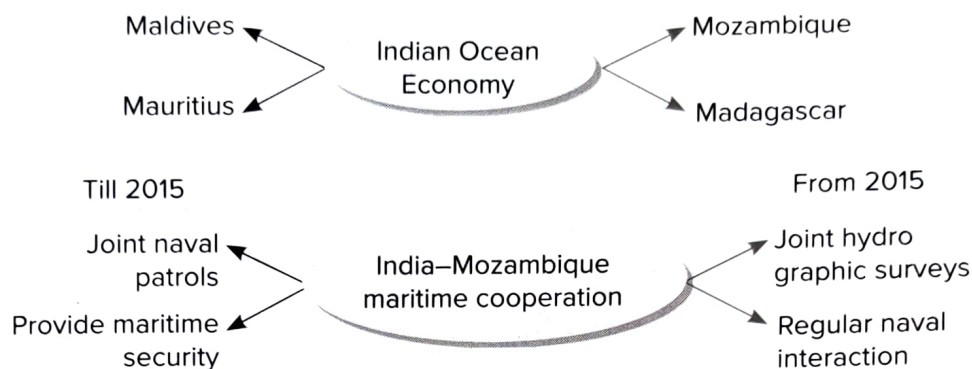 Maldives
Mauritius
Indian Ocean
Economy
Mozambique
Madagascar
Till 2015
From 2015
Joint naval
patrols
Provide maritime
security
India–Mozambique
maritime cooperation
Joint hydro
graphic surveys
Regular naval
interaction